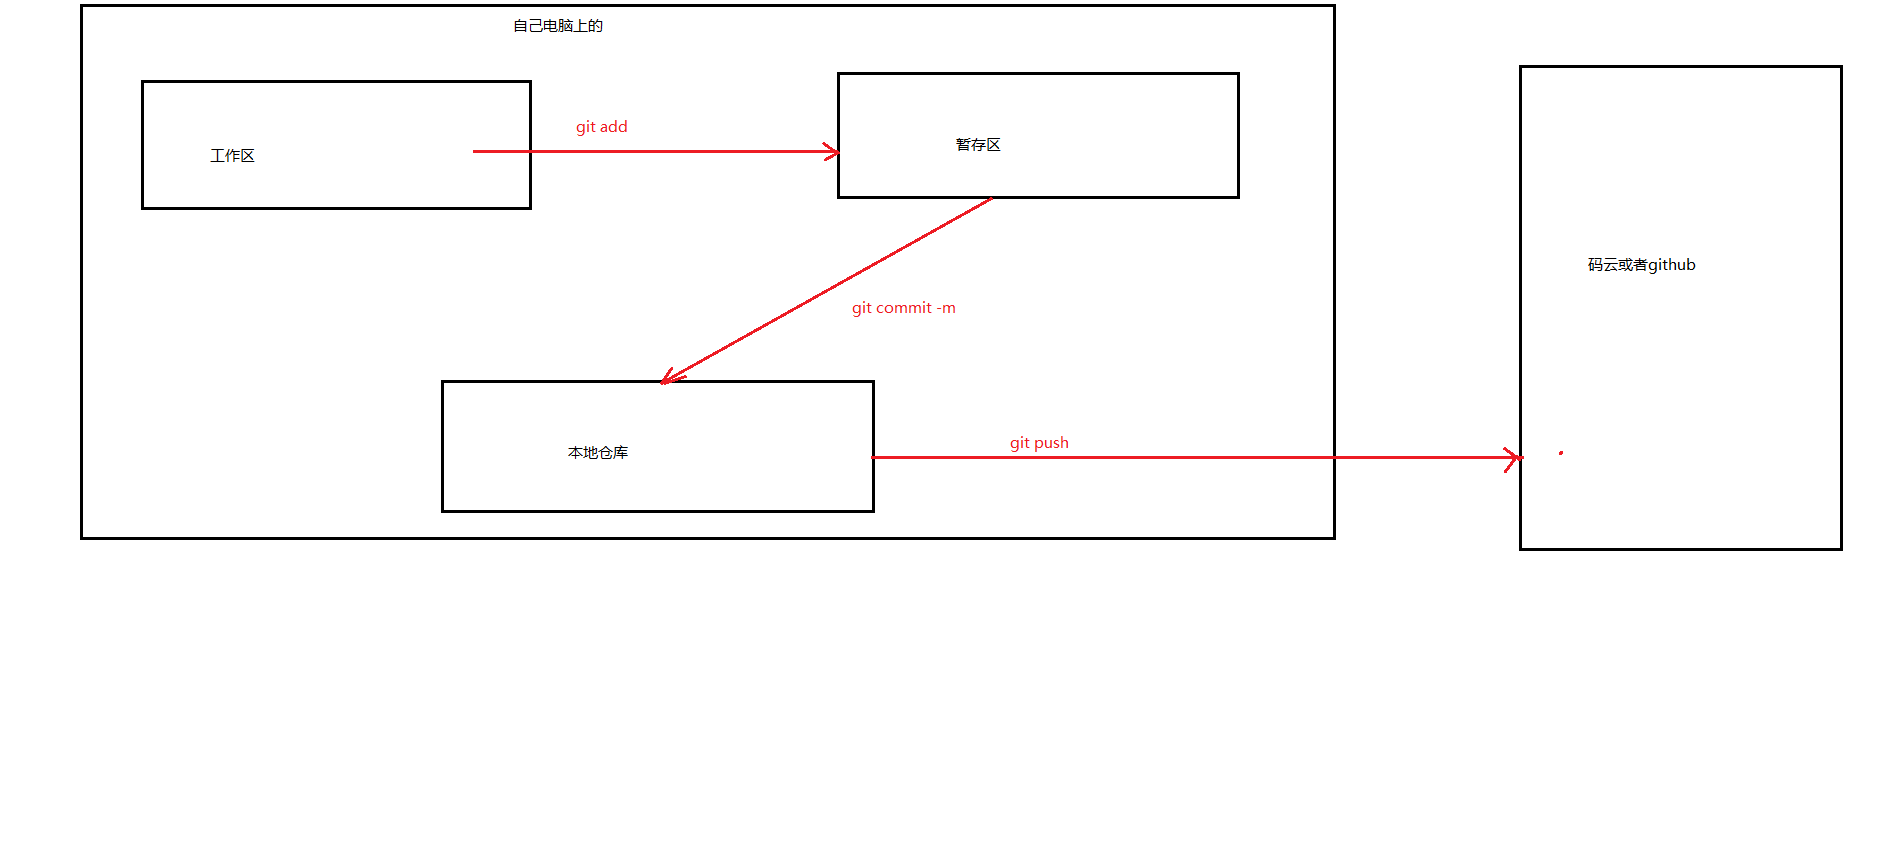 自己电脑上的
工作区
git add
暂存区
git commit -m
本地仓库
git push
码云或者github